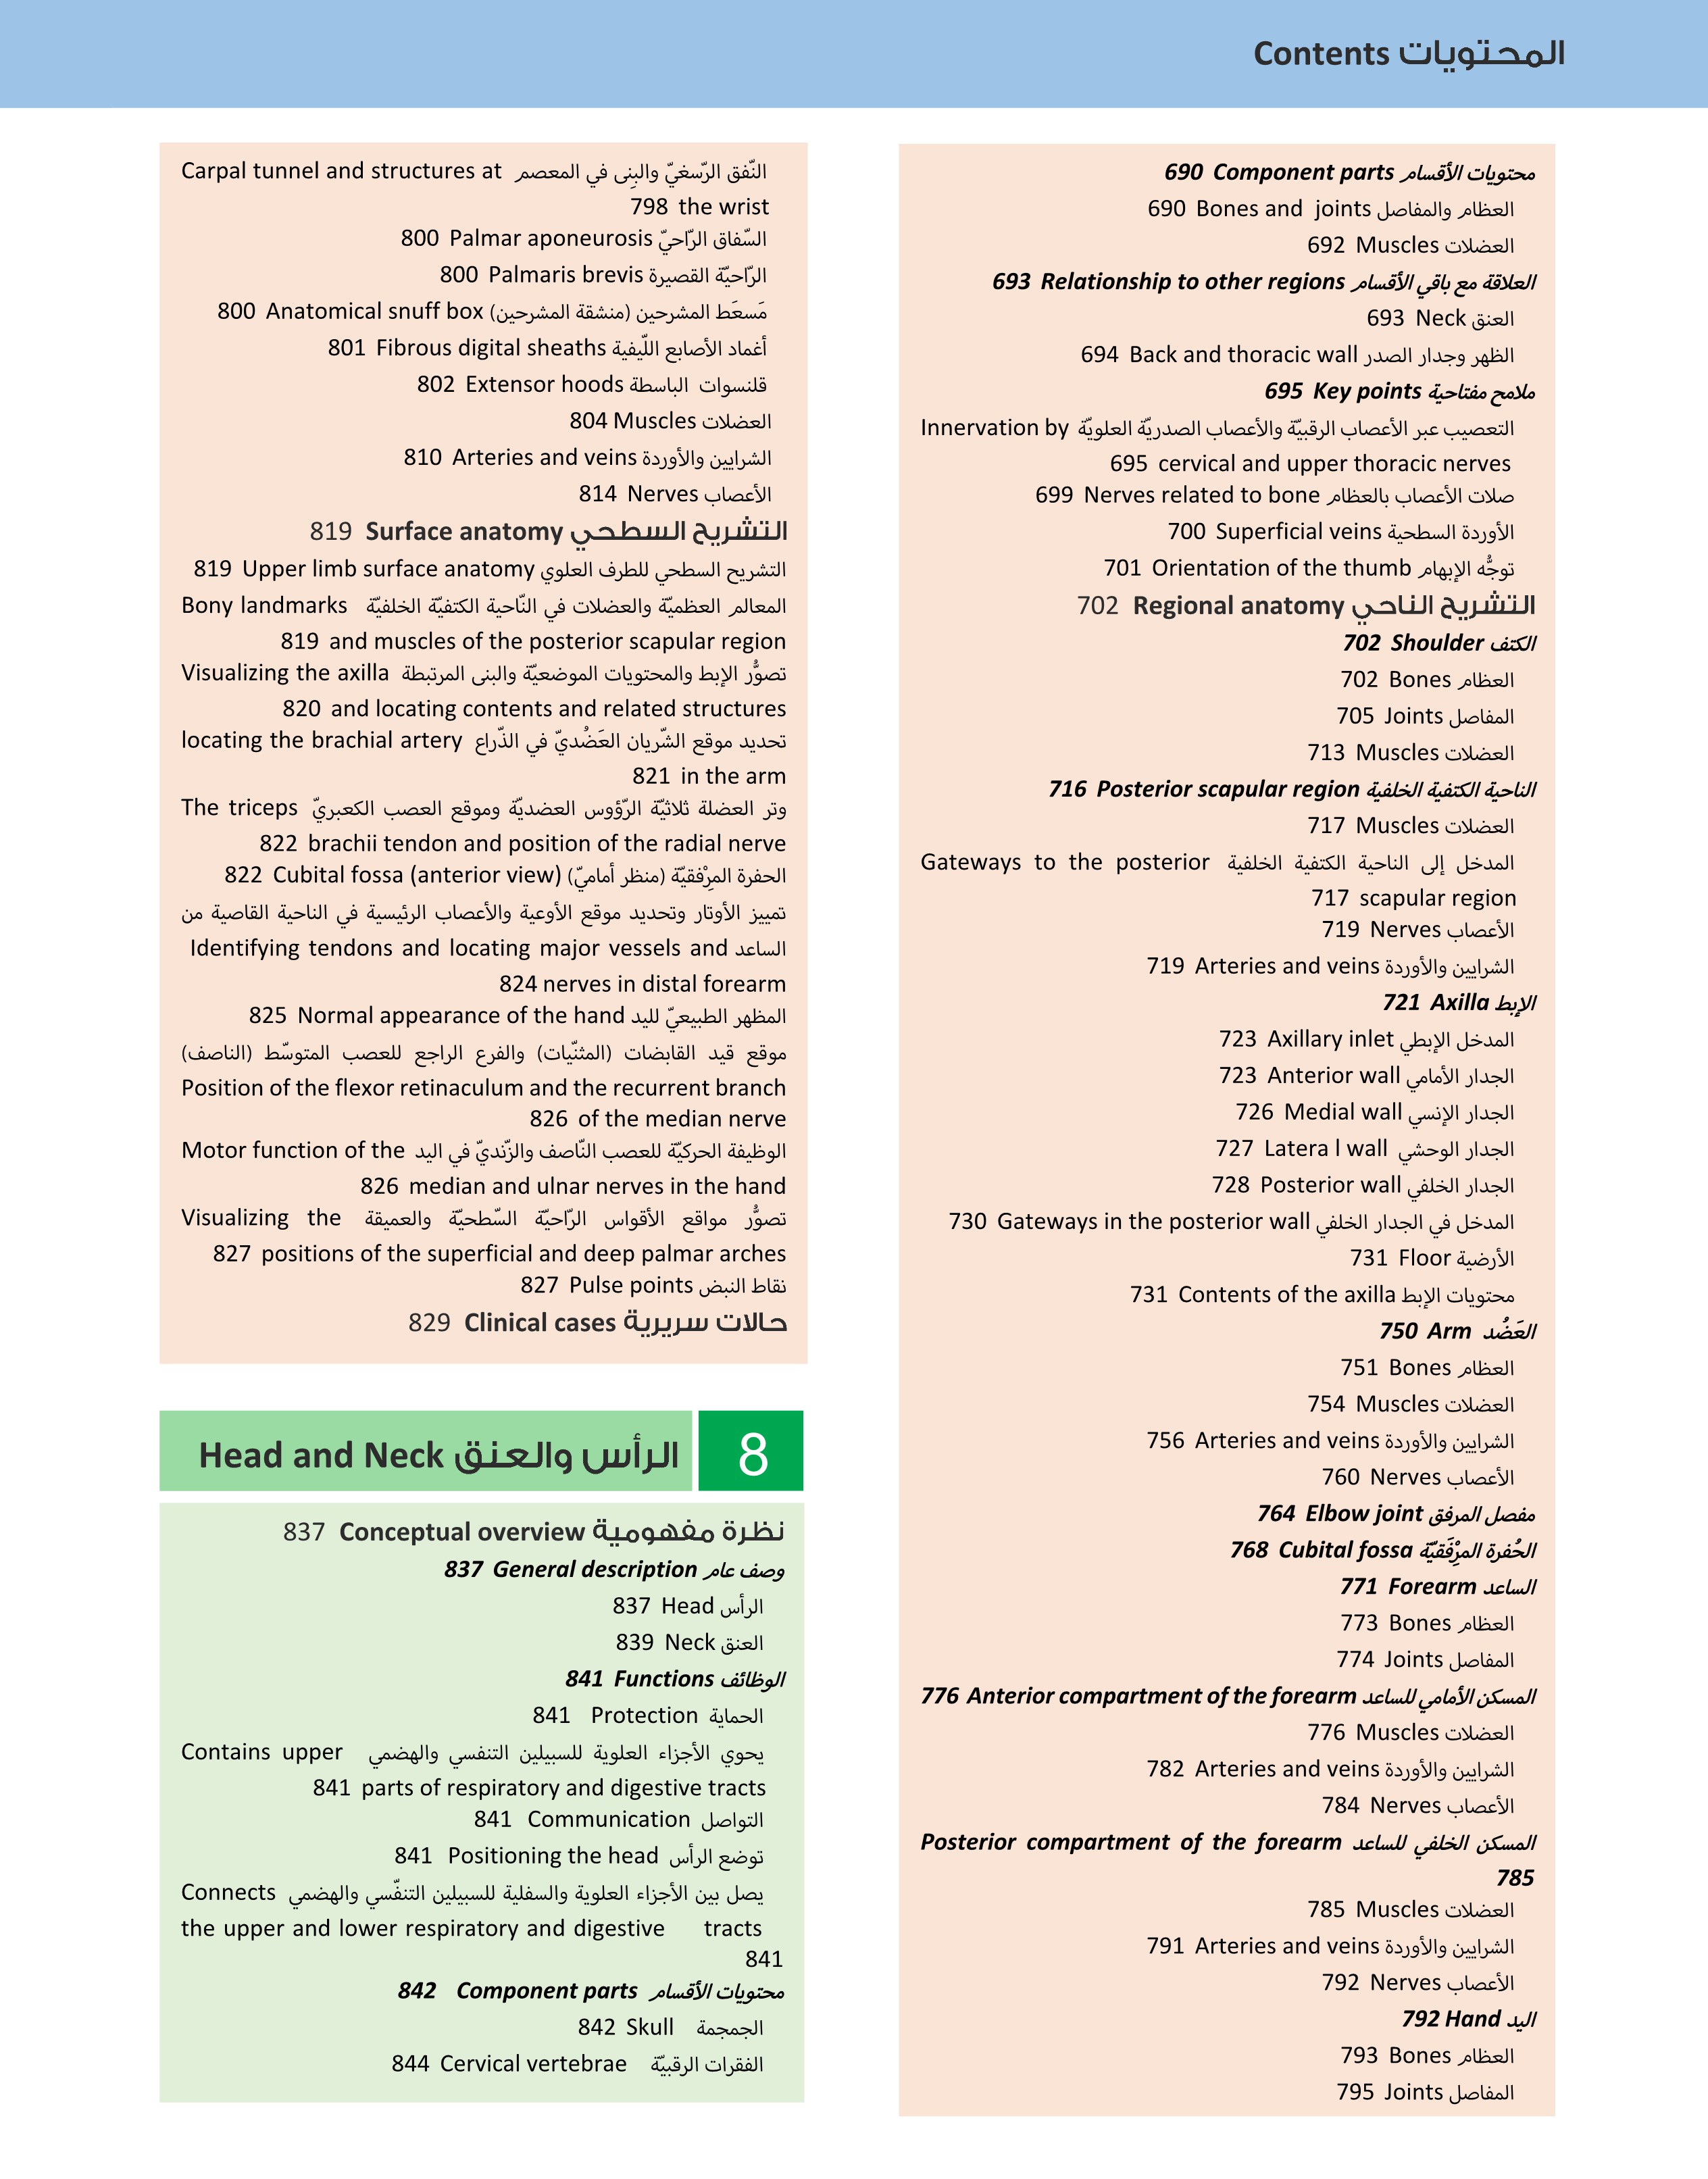 المحتويات Contents
محتويات الأقسام Component parts 690
العظام والمفاصل Bones and joints 690
العضلات Muscles 692
العلاقة مع باقي الأقسام Relationship to other regions 693
العنق Neck 693
الظهر وجدار الصدر Back and thoracic wall 694
ملامح مفتاحية Key points 695
التعصيب عبر الأعصاب الرقبيّة والأعصاب الصدريّة العلويّة Innervation by
cervical and upper thoracic nerves 695
صلات الأعصاب بالعظام Nerves related to bone 699
الأوردة السطحية Superficial veins 700
توجُّه الإبهام Orientation of the thumb 701
التشريح الناحي Regional anatomy 702
الكتف Shoulder 702
العظام Bones 702
المفاصل Joints 705
العضلات Muscles 713
الناحية الكتفية الخلفية Posterior scapular region 716
العضلات Muscles 717
المدخل إلى الناحية الكتفية الخلفية Gateways to the posterior
scapular region 717
الأعصاب Nerves 719
الشرايين والأوردة Arteries and veins 719
الإبط Axilla 721
المدخل الإبطي Axillary inlet 723
الجدار الأمامي Anterior wall 723
الجدار الإنسي Medial wall 726
الجدار الوحشي Latera l wall 727
الجدار الخلفي Posterior wall 728
المدخل في الجدار الخلفي Gateways in the posterior wall 730
الأرضية Floor 731
محتويات الإبط Contents of the axilla 731
العَضُد Arm 750
العظام Bones 751
العضلات Muscles 754
الشرايين والأوردة Arteries and veins 756
الأعصاب Nerves 760
مفصل المرفق Elbow joint 764
الحُفرة المرْفَقيّة Cubital fossa 768
الساعد Forearm 771
العظام Bones 773
المفاصل Joints 774
المسكن الأمامي للساعد Anterior compartment of the forearm 776
العضلات Muscles 776
الشرايين والأوردة Arteries and veins 782
الأعصاب Nerves 784
المسكن الخلفي للساعد Posterior compartment of the forearm
785
العضلات Muscles 785
الشرايين والأوردة Arteries and veins 791
الأعصاب Nerves 792
اليد Hand 792
العظام Bones 793
المفاصل Joints 795
النّفق الرّسغيّ والبِنى في المعصم Carpal tunnel and structures at
the wrist 798
السّفاق الرّاحيّ Palmar aponeurosis 800
الرّاحيّة القصيرة Palmaris brevis 800
مَسعَط المشرحين (منشقة المشرحين) Anatomical snuff box 800
أغماد الأصابع اللّيفية Fibrous digital sheaths 801
قلنسوات الباسطة Extensor hoods 802
العضلات Muscles 804
الشرايين والأوردة Arteries and veins 810
الأعصاب Nerves 814
التشريح السطحي Surface anatomy 819
التشريح السطحي للطرف العلوي Upper limb surface anatomy 819
المعالم العظميّة والعضلات في النّاحية الكتفيّة الخلفيّة Bony landmarks
and muscles of the posterior scapular region 819
تصوُّر الإبط والمحتويات الموضعيّة والبنى المرتبطة Visualizing the axilla
and locating contents and related structures 820
تحديد موقع الشّريان العَضُديّ في الذّراع locating the brachial artery
in the arm 821
وتر العضلة ثلاثيّة الرّؤوس العضديّة وموقع العصب الكعبريّ The triceps
brachii tendon and position of the radial nerve 822
الحفرة المرْفقيّة (منظر أماميّ) Cubital fossa (anterior view) 822
تمييز الأوتار وتحديد موقع الأوعية والأعصاب الرئيسية في الناحية القاصية من
الساعد Identifying tendons and locating major vessels and
nerves in distal forearm 824
المظهر الطبيعيّ لليد Normal appearance of the hand 825
موقع قيد القابضات (المثنّيات) والفرع الراجع للعصب المتوسّط (الناصف)
Position of the flexor retinaculum and the recurrent branch
of the median nerve 826
الوظيفة الحركيّة للعصب النّاصف والزّنديّ في اليد Motor function of the
median and ulnar nerves in the hand 826
تصوُّر مواقع الأقواس الرّاحيّة السّطحيّة والعميقة Visualizing the
positions of the superficial and deep palmar arches 827
نقاط النبض Pulse points 827
حالات سريرية Clinical cases 829
8 الرأس والعنق Head and Neck
نظرة مفهومية Conceptual overview 837
وصف عام General description 837
الرأس Head 837
العنق Neck 839
الوظائف Functions 841
الحماية Protection 841
يحوي الأجزاء العلوية للسبيلين التنفسي والهضمي Contains upper
parts of respiratory and digestive tracts 841
التواصل Communication 841
توضع الرأس Positioning the head 841
يصل بين الأجزاء العلوية والسفلية للسبيلين التنفّسي والهضمي Connects
the upper and lower respiratory and digestive tracts
841
محتويات الأقسام Component parts 842
الجمجمة Skull 842
الفقرات الرقبيّة Cervical vertebrae 844